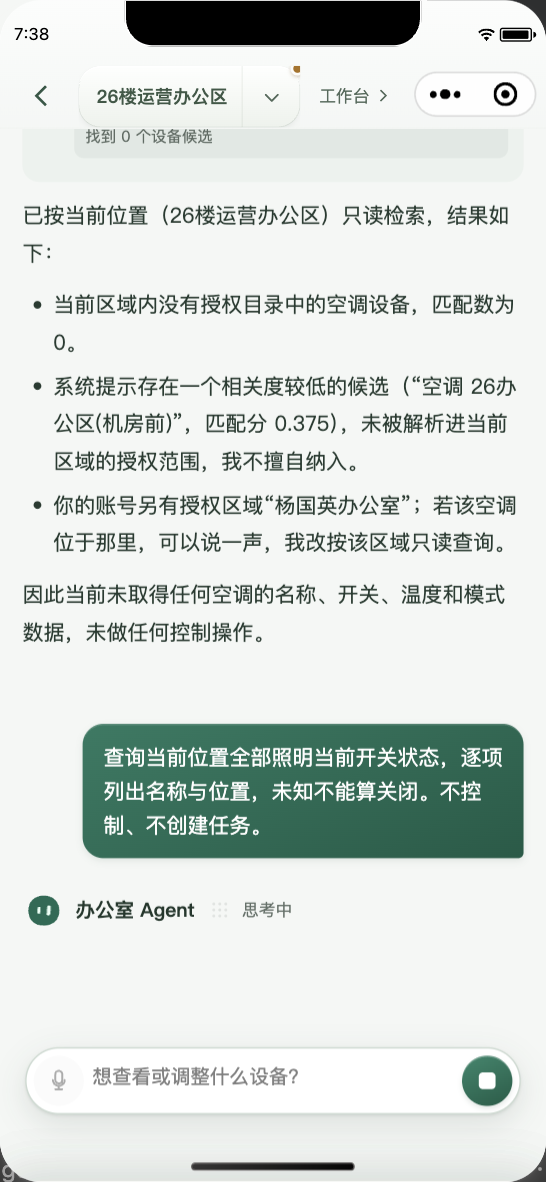 7:38
26楼运营办公区
工作台
找到 0 个设备候选
已按当前位置（26楼运营办公区）只读检索，结果如
下：
• 当前区域内没有授权目录中的空调设备，匹配数为
0。
• 系统提示存在一个相关度较低的候选（“空调 26办
公区(机房前)”，匹配分 0.375），未被解析进当前
区域的授权范围，我不擅自纳入。
• 你的账号另有授权区域“杨国英办公室”；若该空调
位于那里，可以说一声，我改按该区域只读查询。
因此当前未取得任何空调的名称、开关、温度和模式
数据，未做任何控制操作。
查询当前位置全部照明当前开关状态，逐项
列出名称与位置，未知不能算关闭。不控
制、不创建任务。
办公室 Agent 思考中
想查看或调整什么设备？